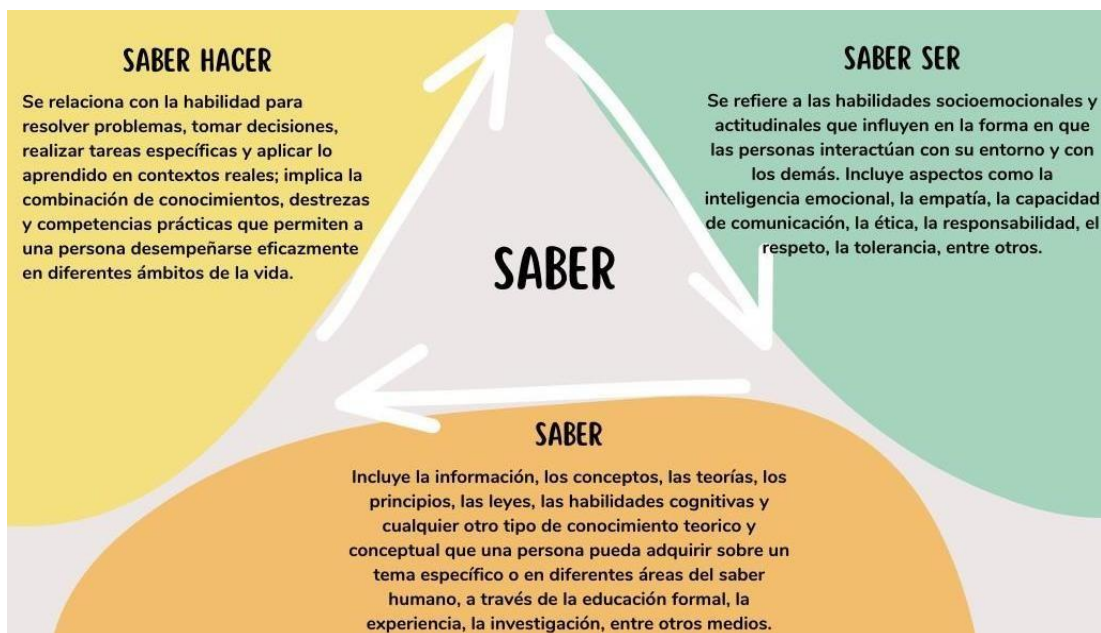 SABER HACER
Se relaciona con la habilidad para
resolver problemas, tomar decisiones,
realizar tareas específicas y aplicar lo
aprendido en contextos reales; implica la
combinación de conocimientos, destrezas
y competencias prácticas que permiten a
una persona desempeñarse eficazmente
en diferentes ámbitos de la vida.
SABER SER
Se refiere a las habilidades socioemocionales y
actitudinales que influyen en la forma en que
las personas interactúan con su entorno y con
los demás. Incluye aspectos como la
inteligencia emocional, la empatía, la capacidad
de comunicación, la ética, la responsabilidad, el
respeto, la tolerancia, entre otros.
SABER
SABER
Incluye la información, los conceptos, las teorías, los
principios, las leyes, las habilidades cognitivas y
cualquier otro tipo de conocimiento teorico y
conceptual que una persona pueda adquirir sobre un
tema específico o en diferentes áreas del saber
humano, a través de la educación formal, la
experiencia, la investigación, entre otros medios.